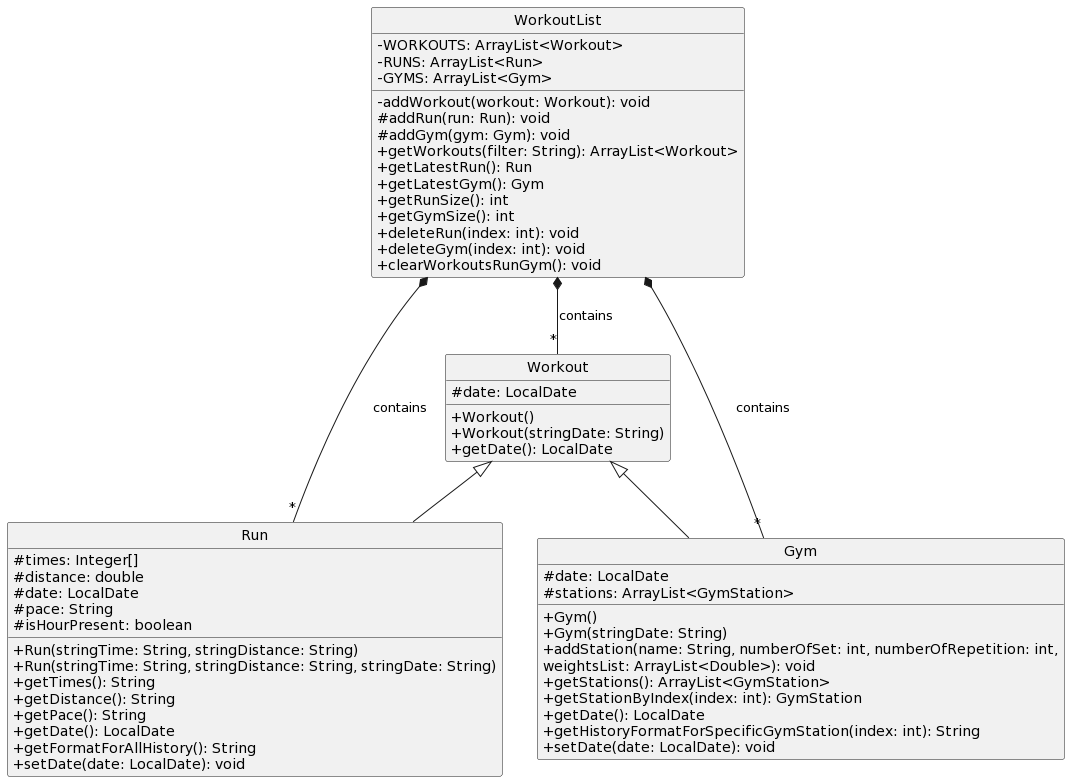 WorkoutList
-WORKOUTS: ArrayList<Workout>
-RUNS: ArrayList<Run>
-GYMS: ArrayList<Gym>
-addWorkout(workout: Workout): void
#addRun(run: Run): void
#addGym(gym: Gym): void
+getWorkouts(filter: String): ArrayList<Workout>
+getLatestRun(): Run
+getLatestGym(): Gym
+getRunSize(): int
+getGymSize(): int
+deleteRun(index: int): void
+deleteGym(index: int): void
+clearWorkoutsRunGym(): void
contains
*
Workout
#date: LocalDate
+Workout()
+Workout(stringDate: String)
+getDate(): LocalDate
contains
contains
*
*
Run
#times: Integer[]
#distance: double
#date: LocalDate
#pace: String
#isHourPresent: boolean
+Run(stringTime: String, stringDistance: String)
+Run(stringTime: String, stringDistance: String, stringDate: String)
+getTimes(): String
+getDistance(): String
+getPace(): String
+getDate(): LocalDate
+getFormatForAllHistory(): String
+setDate(date: LocalDate): void
Gym
#date: LocalDate
#stations: ArrayList<GymStation>
+Gym()
+Gym(stringDate: String)
+addStation(name: String, numberOfSet: int, numberOfRepetition: int,
weightsList: ArrayList<Double>): void
+getStations(): ArrayList<GymStation>
+getStationByIndex(index: int): GymStation
+getDate(): LocalDate
+getHistoryFormatForSpecificGymStation(index: int): String
+setDate(date: LocalDate): void